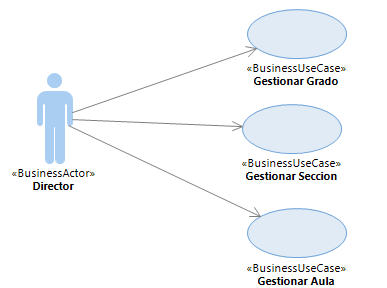 «BusinessUseCase»
Gestionar Grado
«BusinessActor»
Director
«BusinessUseCase»
Gestionar Seccion
«BusinessUseCase»
Gestionar Aula